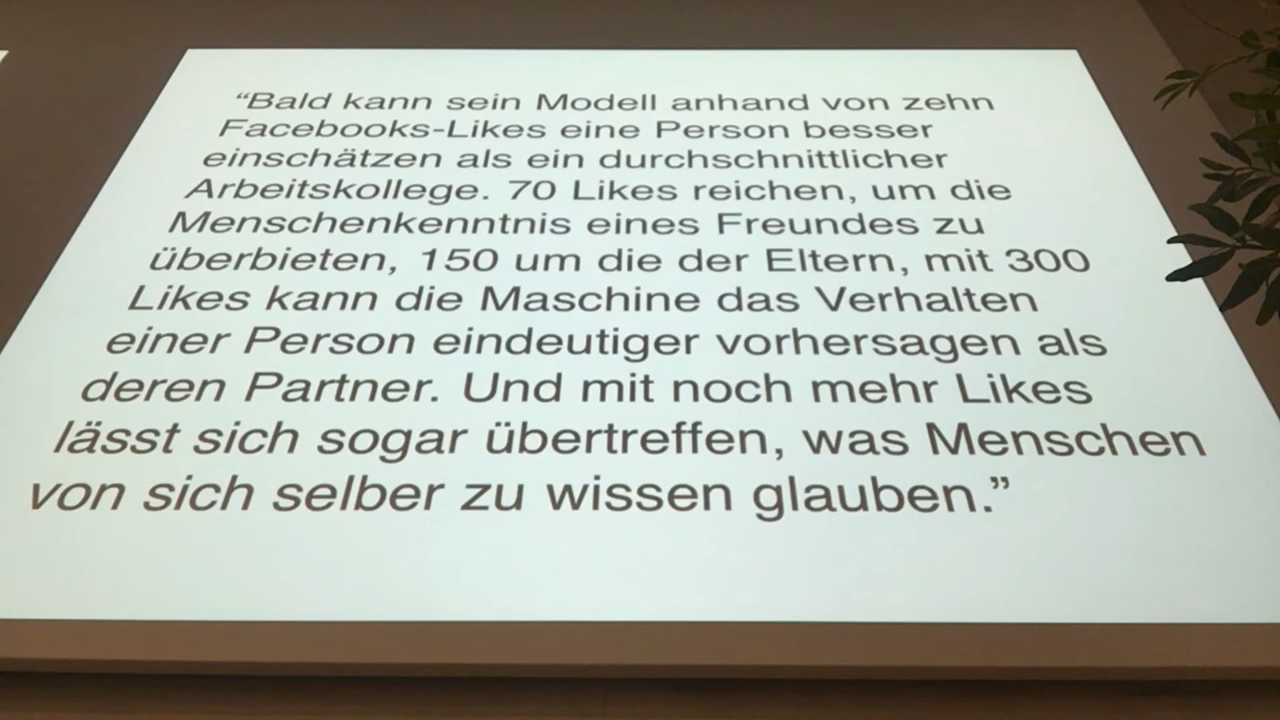 “Bald kann sein Modell anhand von zehn
Facebooks-Likes eine Person besser
einschätzen als ein durchschnittlicher
Arbeitskollege. 70 Likes reichen, um die
Menschenkenntnis eines Freundes zu
überbieten, 150 um die der Eltern, mit 300
Likes kann die Maschine das Verhalten
einer Person eindeutiger vorhersagen als
deren Partner. Und mit noch mehr Likes
lässt sich sogar übertreffen, was Menschen
von sich selber zu wissen glauben.”